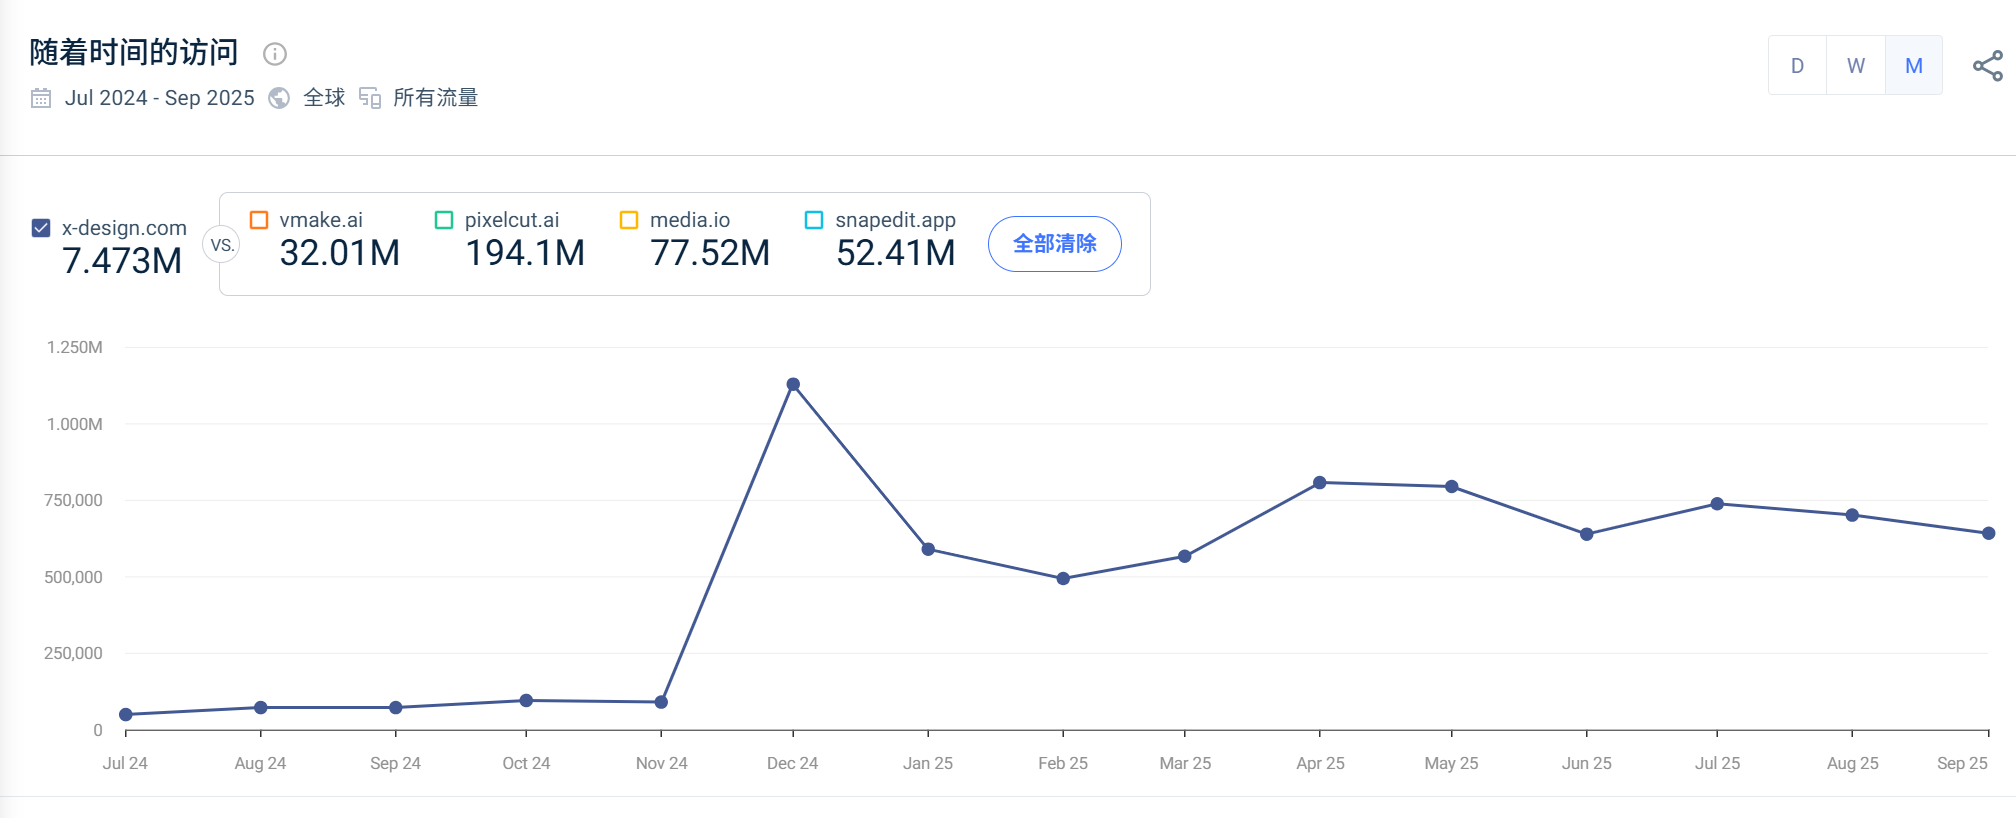 随着时间的访问
Jul 2024 - Sep 2025 全球 所有流量
D W M
x-design.com
7.473M
VS.
vmake.ai
32.01M
pixelcut.ai
194.1M
media.io
77.52M
snapedit.app
52.41M
全部清除
1.250M
1.000M
750,000
500,000
250,000
0
Jul 24 Aug 24 Sep 24 Oct 24 Nov 24 Dec 24 Jan 25 Feb 25 Mar 25 Apr 25 May 25 Jun 25 Jul 25 Aug 25 Sep 25